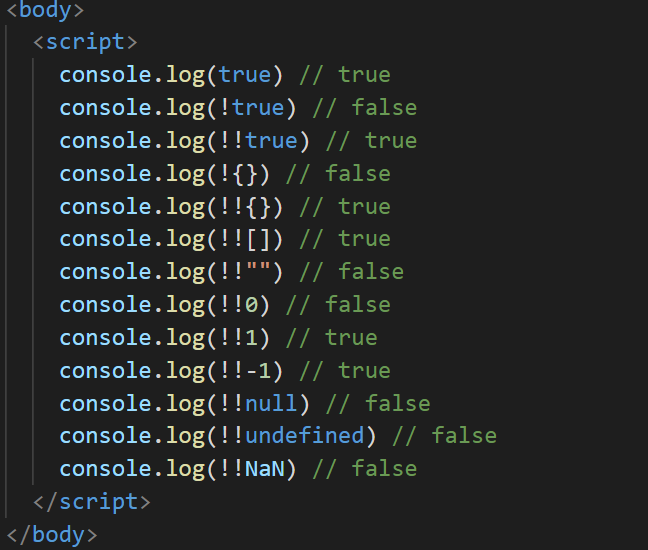 <body>
<script>
console.log(true) // true
console.log(!true) // false
console.log(!!true) // true
console.log(!{}) // false
console.log(!!{}) // true
console.log(!![]) // true
console.log(!!"") // false
console.log(!!0) // false
console.log(!!1) // true
console.log(!!-1) // true
console.log(!!null) // false
console.log(!!undefined) // false
console.log(!!NaN) // false
</script>
</body>